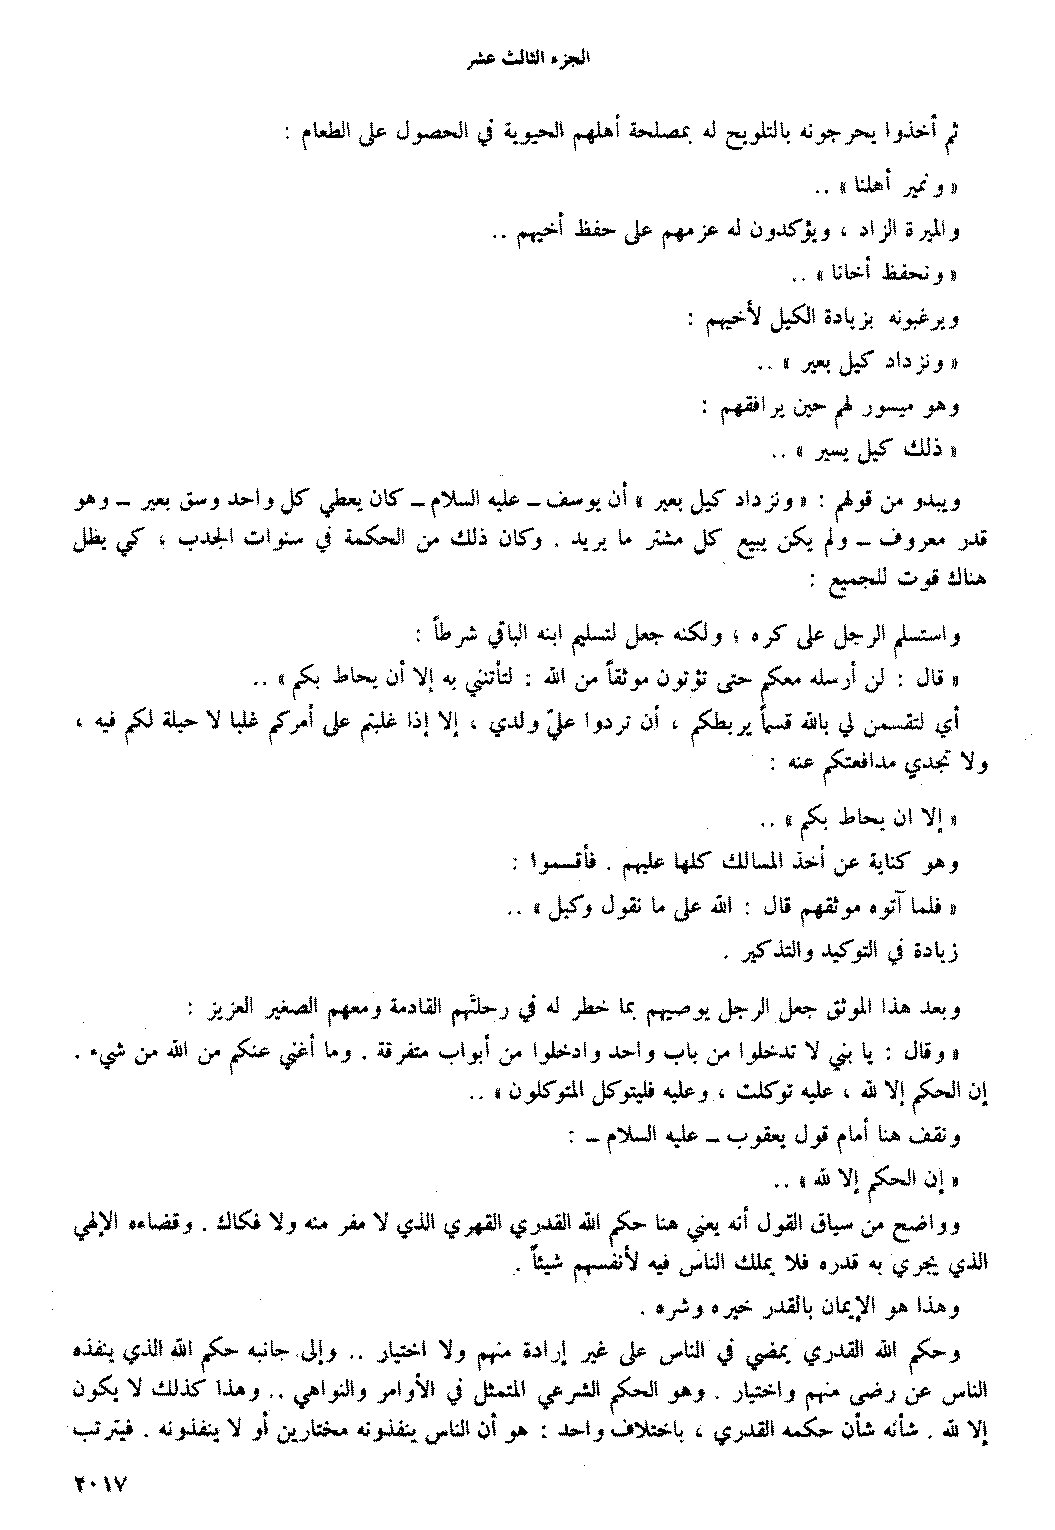 الجزء الثالث عشر
ثم أخذوا يحرجونه بالتلويح له بمصلحة أهلهم الحيوية في الحصول على الطعام :
« ونمير أهلنا » ..
والميرة الزاد ، ويؤكدون له عزمهم على حفظ أخيهم ..
« ونحفظ أخانا » ..
ويرغبونه بزيادة الكيل لأخيهم :
« ونزداد كيل بعير » ..
وهو ميسور لهم حين يرافقهم :
« ذلك كيل يسير » ..
ويبدو من قولهم : « ونزداد كيل بعير » أن يوسف – عليه السلام – كان يعطي كل واحد وسق بعير – وهو
قدر معروف – ولم يكن يبيع كل مشتر ما يريد . وكان ذلك من الحكمة في سنوات الجدب ؛ كي يظل
هناك قوت للجميع :
واستسلم الرجل على كره ؛ ولكنه جعل لتسليم ابنه الباقي شرطاً :
« قال : لن أرسله معكم حتى تؤتون موثقاً من الله : لتأتنني به إلا أن يحاط بكم » ..
أي لتقسمن لي بالله قسماً يربطكم ، أن تردوا عليّ ولدي ، إلا إذا غلبتم على أمركم غلبا لا حيلة لكم فيه ،
ولا تجدي مدافعتكم عنه :
« إلا ان يحاط بكم » ..
وهو كناية عن أخذ المسالك كلها عليهم . فأقسموا :
« فلما آتوه موثقهم قال : الله على ما نقول وكيل » ..
زيادة في التوكيد والتذكير .
وبعد هذا الموثق جعل الرجل يوصيهم بما خطر له في رحلتهم القادمة ومعهم الصغير العزيز :
« وقال : يا بني لا تدخلوا من باب واحد وادخلوا من أبواب متفرقة . وما أغني عنكم من الله من شيء .
إن الحكم إلا لله ، عليه توكلت ، وعليه فليتوكل المتوكلون » ..
ونقف هنا أمام قول يعقوب – عليه السلام – :
« إن الحكم إلا لله » ..
وواضح من سياق القول أنه يعني هنا حكم الله القدري القهري الذي لا مفر منه ولا فكاك . وقضاءه الإلهي
الذي يجري به قدره فلا يملك الناس فيه لأنفسهم شيئاً .
وهذا هو الإيمان بالقدر خيره وشره .
وحكم الله القدري يمضي في الناس على غير إرادة منهم ولا اختيار .. وإلى جانبه حكم الله الذي ينفذه
الناس عن رضى منهم واختيار . وهو الحكم الشرعي المتمثل في الأوامر والنواهي .. وهذا كذلك لا يكون
إلا لله . شأنه شأن حكمه القدري ، باختلاف واحد : هو أن الناس ينفذونه مختارين أو لا ينفذونه . فيترتب
٢٠١٧